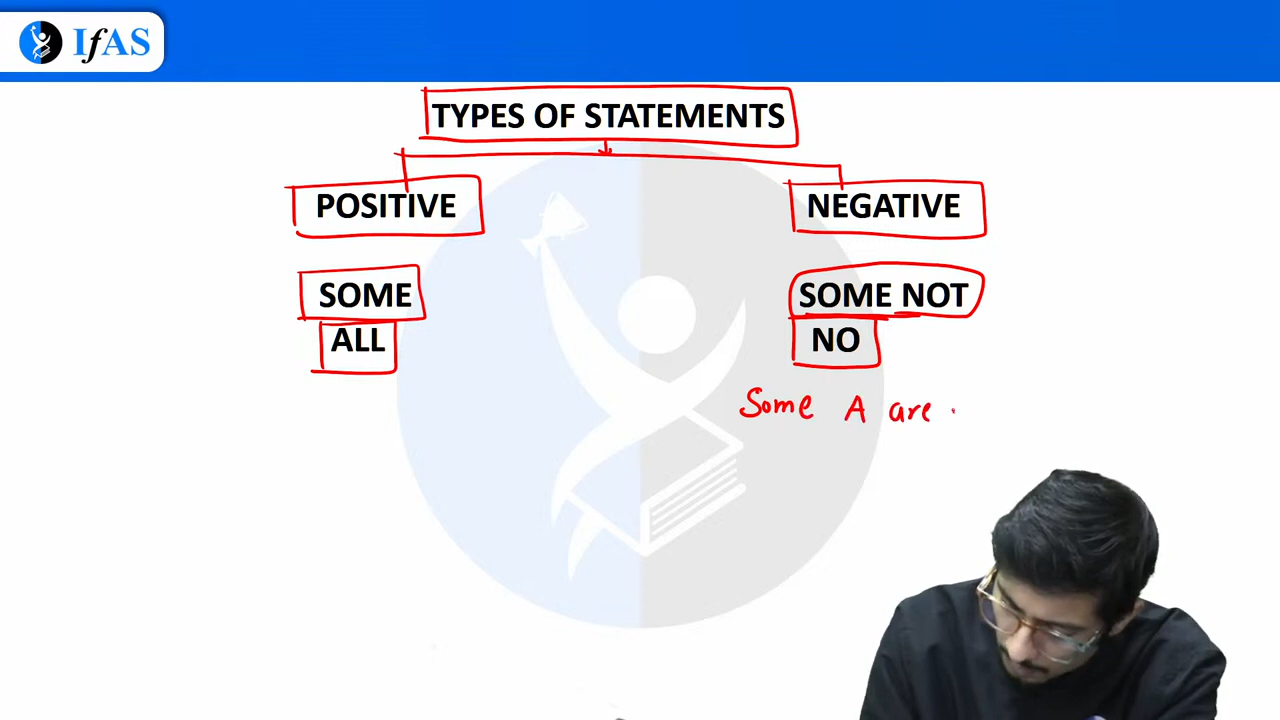 IfAS
TYPES OF STATEMENTS
POSITIVE
NEGATIVE
SOME
ALL
SOME NOT
NO
Some A are